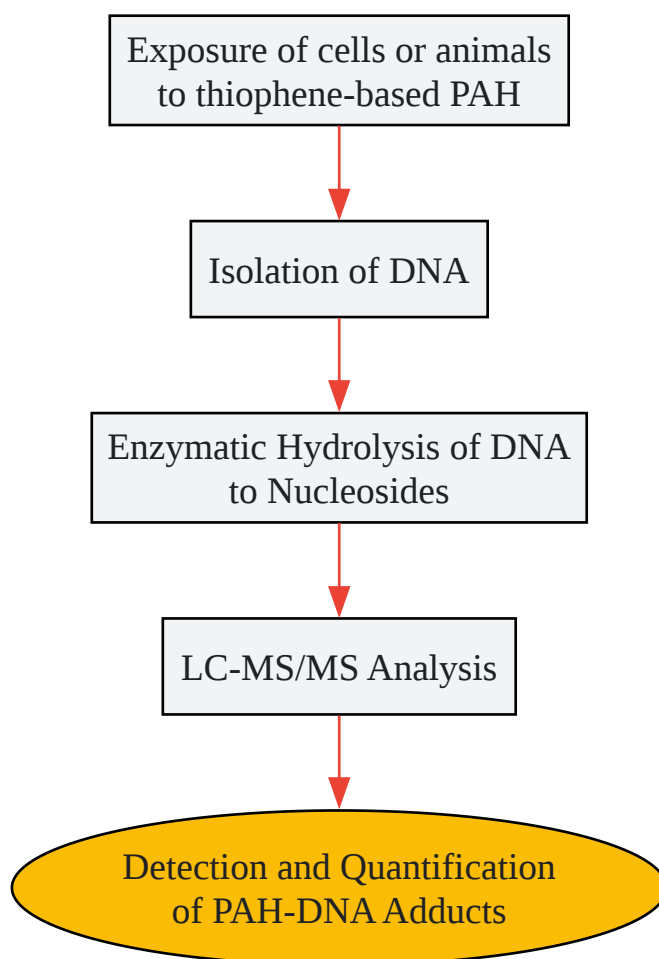 Exposure of cells or animals
to thiophene-based PAH
Isolation of DNA
Enzymatic Hydrolysis of DNA
to Nucleosides
LC-MS/MS Analysis
Detection and Quantification
of PAH-DNA Adducts